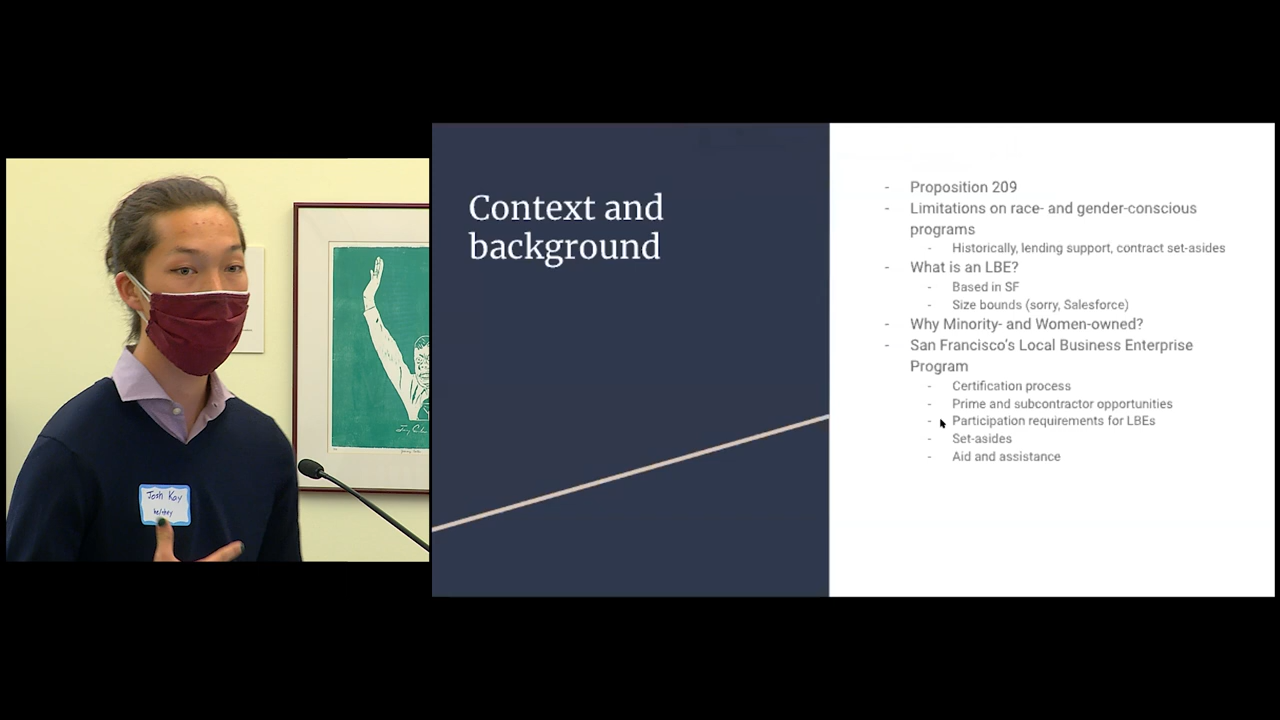 Josh Kay
he/they
Context and
background
- Proposition 209
- Limitations on race- and gender-conscious
programs
- Historically, lending support, contract set-asides
- What is an LBE?
- Based in SF
- Size bounds (sorry, Salesforce)
- Why Minority- and Women-owned?
- San Francisco's Local Business Enterprise
Program
- Certification process
- Prime and subcontractor opportunities
- Participation requirements for LBEs
- Set-asides
- Aid and assistance